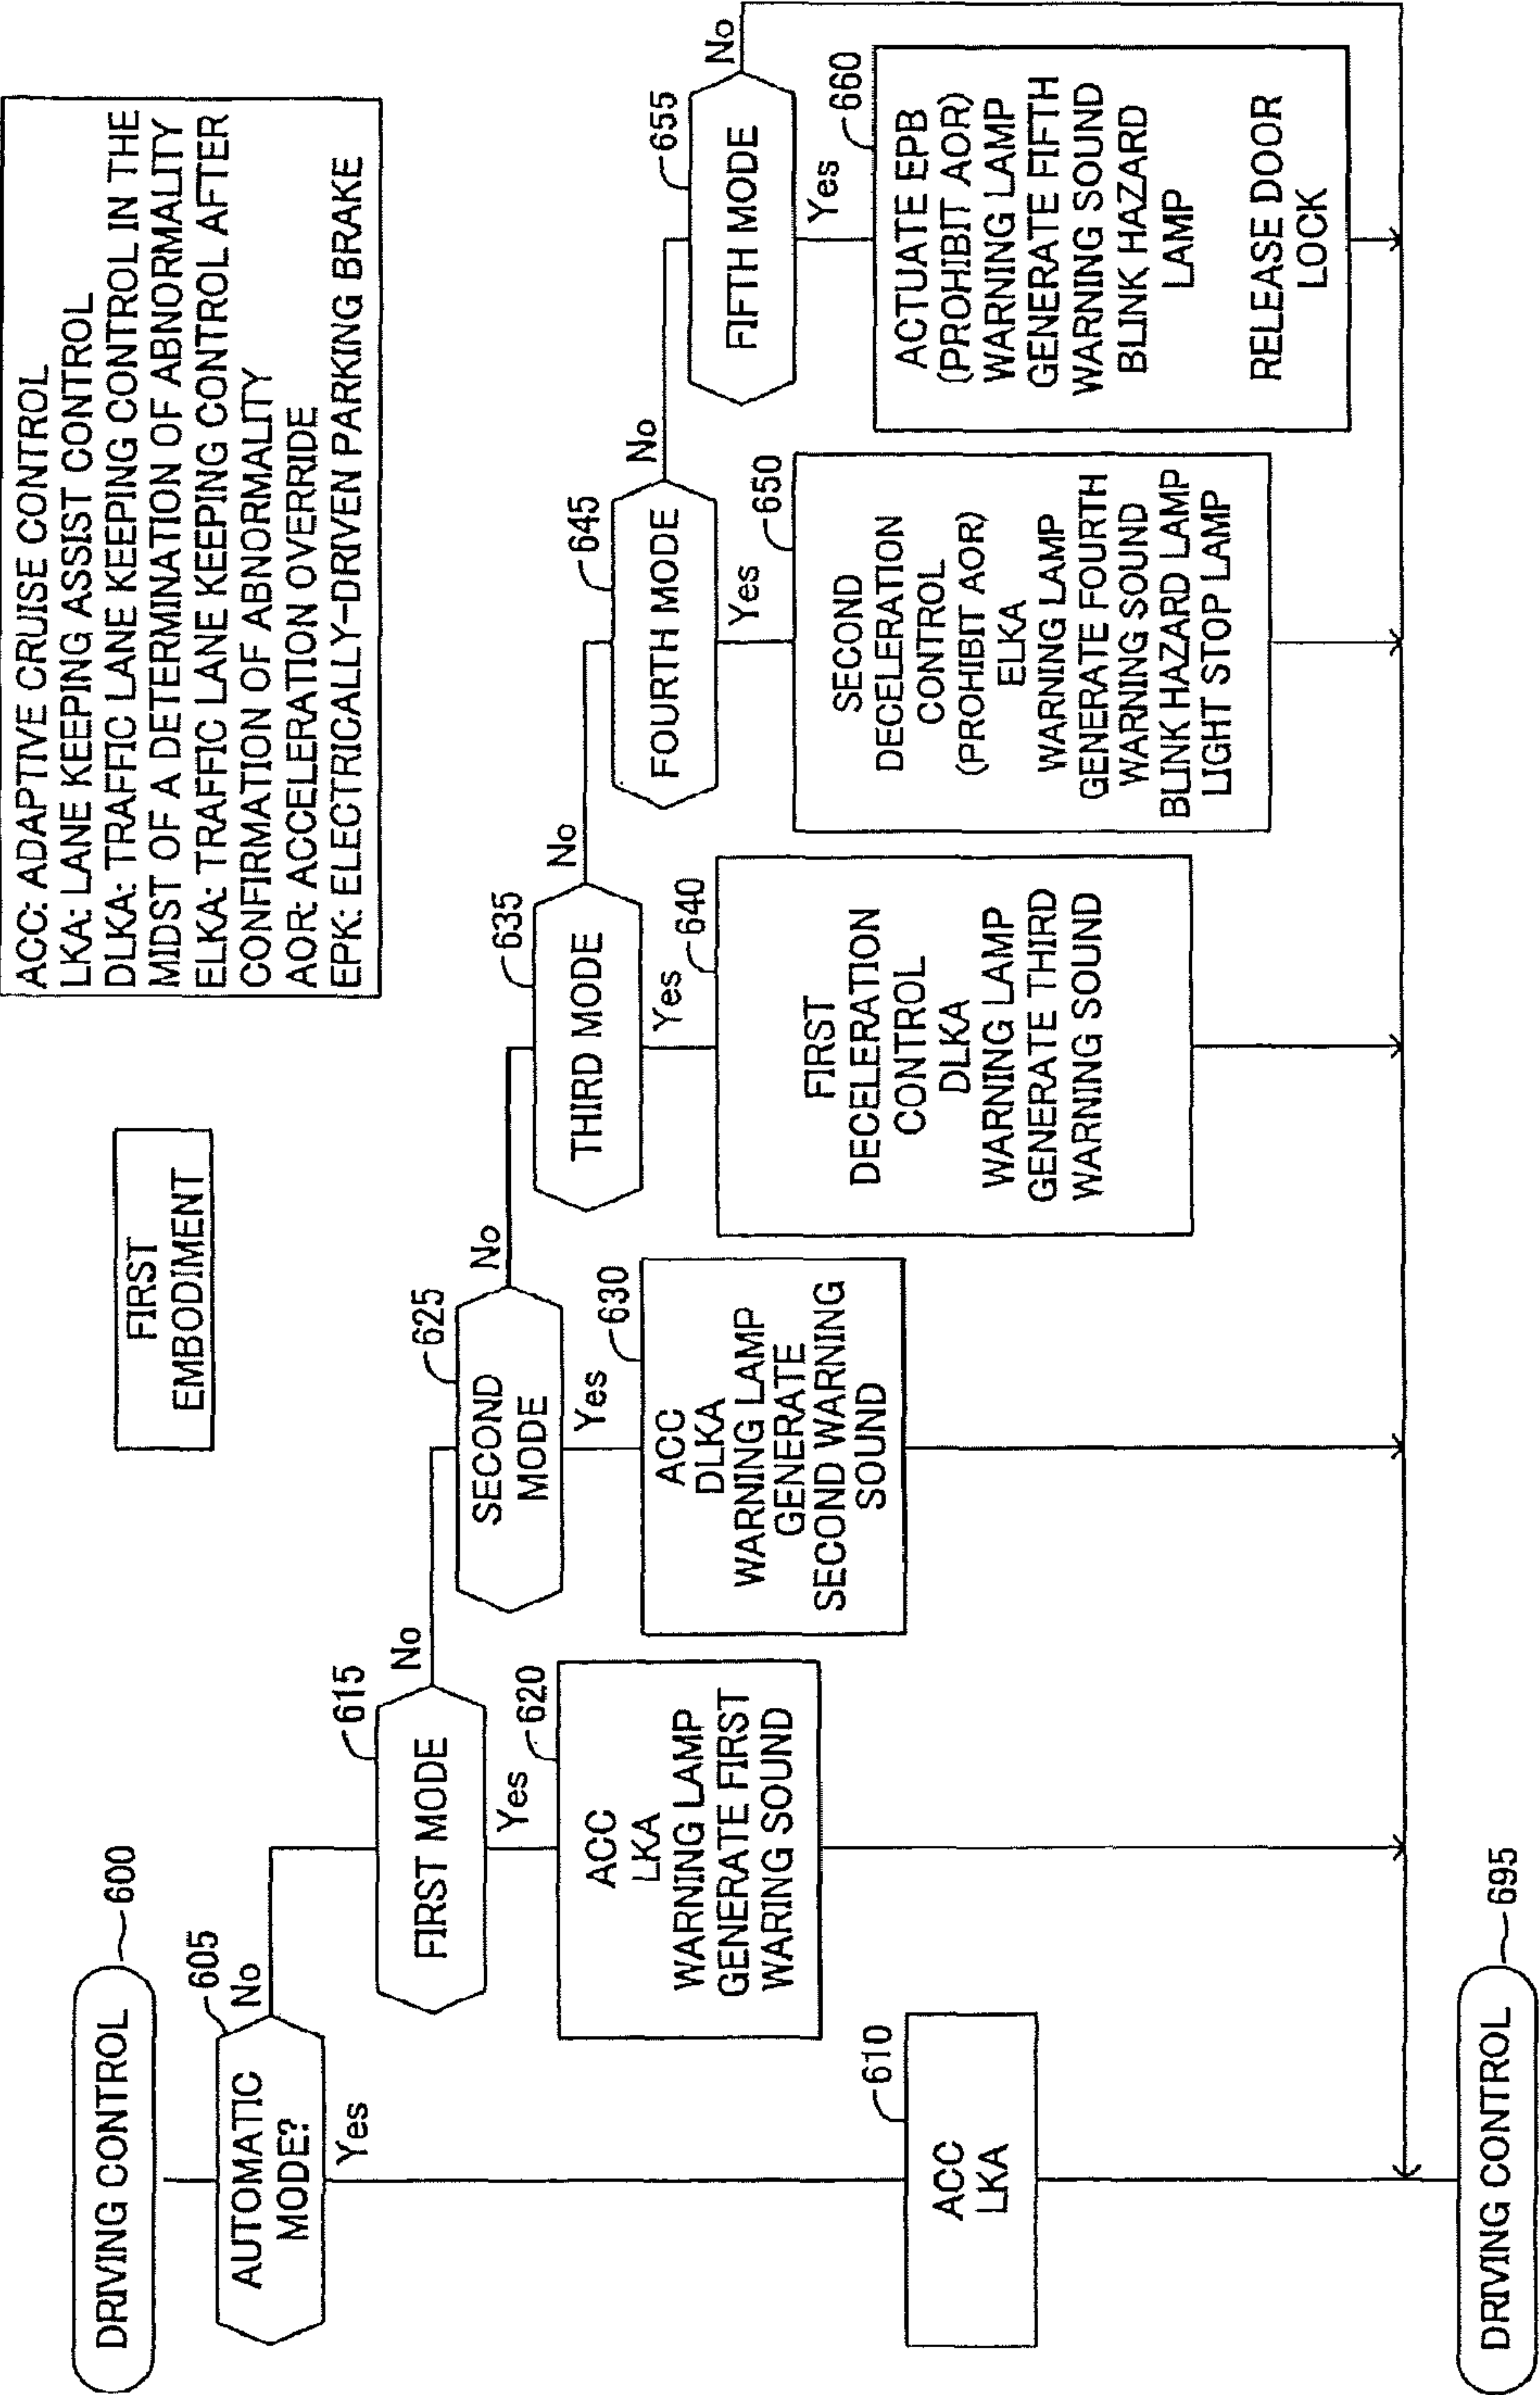 ACC: ADAPTIVE CRUISE CONTROL
LKA: LANE KEEPING ASSIST CONTROL
DLKA: TRAFFIC LANE KEEPING CONTROL IN THE
MIDST OF A DETERMINATION OF ABNORMALITY
ELKA: TRAFFIC LANE KEEPING CONTROL AFTER
CONFIRMATION OF ABNORMALITY
AOR: ACCELERATION OVERRIDE
EPK: ELECTRICALLY-DRIVEN PARKING BRAKE
FIRST
EMBODIMENT
DRIVING CONTROL
600
605
AUTOMATIC
MODE?
No
Yes
610
ACC
LKA
615
FIRST MODE
No
Yes
620
ACC
LKA
WARNING LAMP
GENERATE FIRST
WARING SOUND
625
SECOND
MODE
No
Yes
630
ACC
DLKA
WARNING LAMP
GENERATE
SECOND WARNING
SOUND
635
THIRD MODE
No
Yes
640
FIRST
DECELERATION
CONTROL
DLKA
WARNING LAMP
GENERATE THIRD
WARNING SOUND
645
FOURTH MODE
No
Yes
650
SECOND
DECELERATION
CONTROL
(PROHIBIT AOR)
ELKA
WARNING LAMP
GENERATE FOURTH
WARNING SOUND
BLINK HAZARD LAMP
LIGHT STOP LAMP
655
FIFTH MODE
No
Yes
660
ACTUATE EPB
(PROHIBIT AOR)
WARNING LAMP
GENERATE FIFTH
WARNING SOUND
BLINK HAZARD
LAMP
RELEASE DOOR
LOCK
DRIVING CONTROL
695